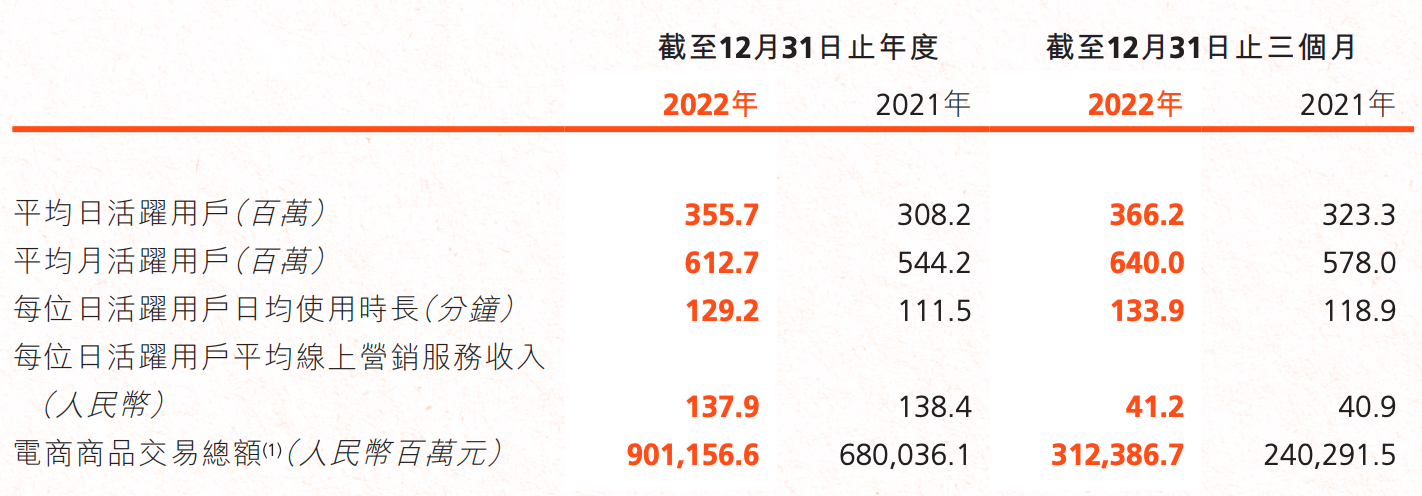 截至12月31日止年度 截至12月31日止三個月
2022年 2021年 2022年 2021年
平均日活躍用戶(百萬) 355.7 308.2 366.2 323.3
平均月活躍用戶(百萬) 612.7 544.2 640.0 578.0
每位日活躍用戶日均使用時長(分鐘) 129.2 111.5 133.9 118.9
每位日活躍用戶平均線上營銷服務收入
(人民幣) 137.9 138.4 41.2 40.9
電商商品交易總額(1)(人民幣百萬元) 901,156.6 680,036.1 312,386.7 240,291.5